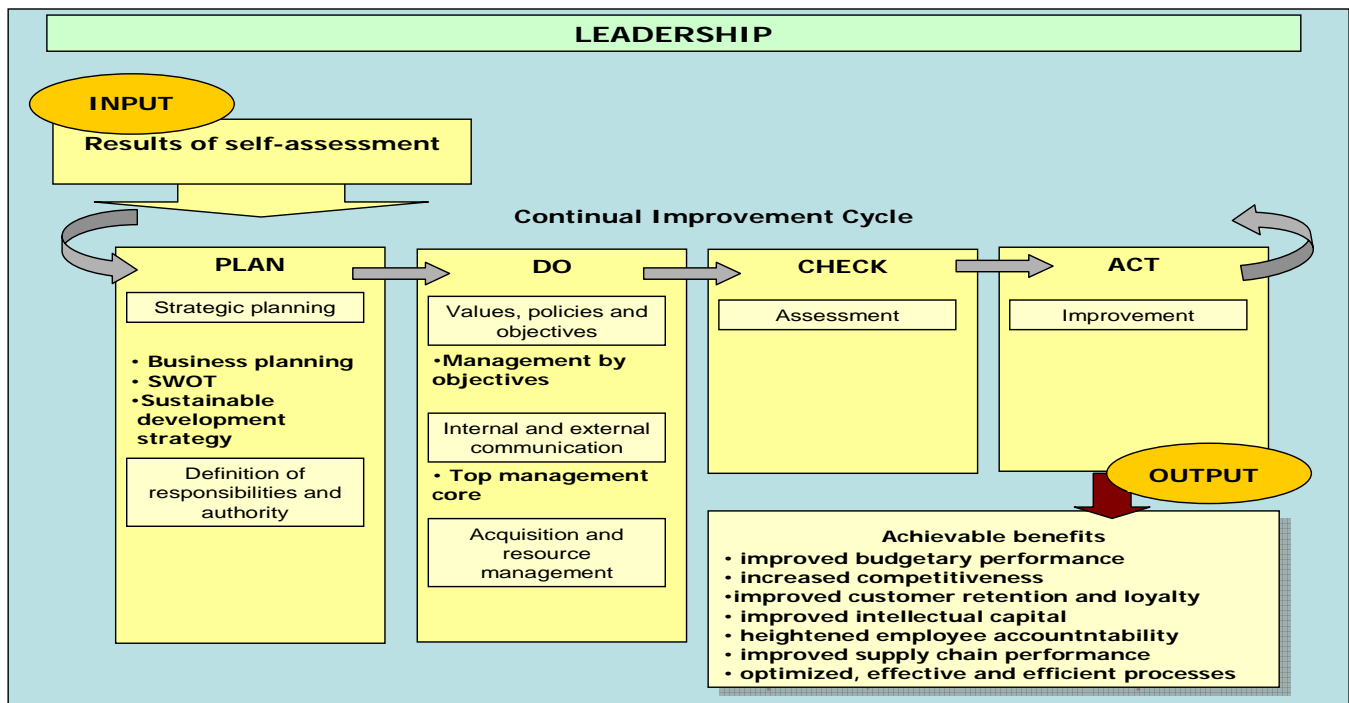 LEADERSHIP
INPUT
Results of self-assessment
Continual Improvement Cycle
PLAN
Strategic planning
• Business planning
• SWOT
•Sustainable
development
strategy
Definition of
responsibilities and
authority
DO
Values, policies and
objectives
•Management by
objectives
Internal and external
communication
• Top management
core
Acquisition and
resource
management
CHECK
Assessment
ACT
Improvement
OUTPUT
Achievable benefits
• improved budgetary performance
• increased competitiveness
•improved customer retention and loyalty
• improved intellectual capital
• heightened employee accountntability
• improved supply chain performance
• optimized, effective and efficient processes